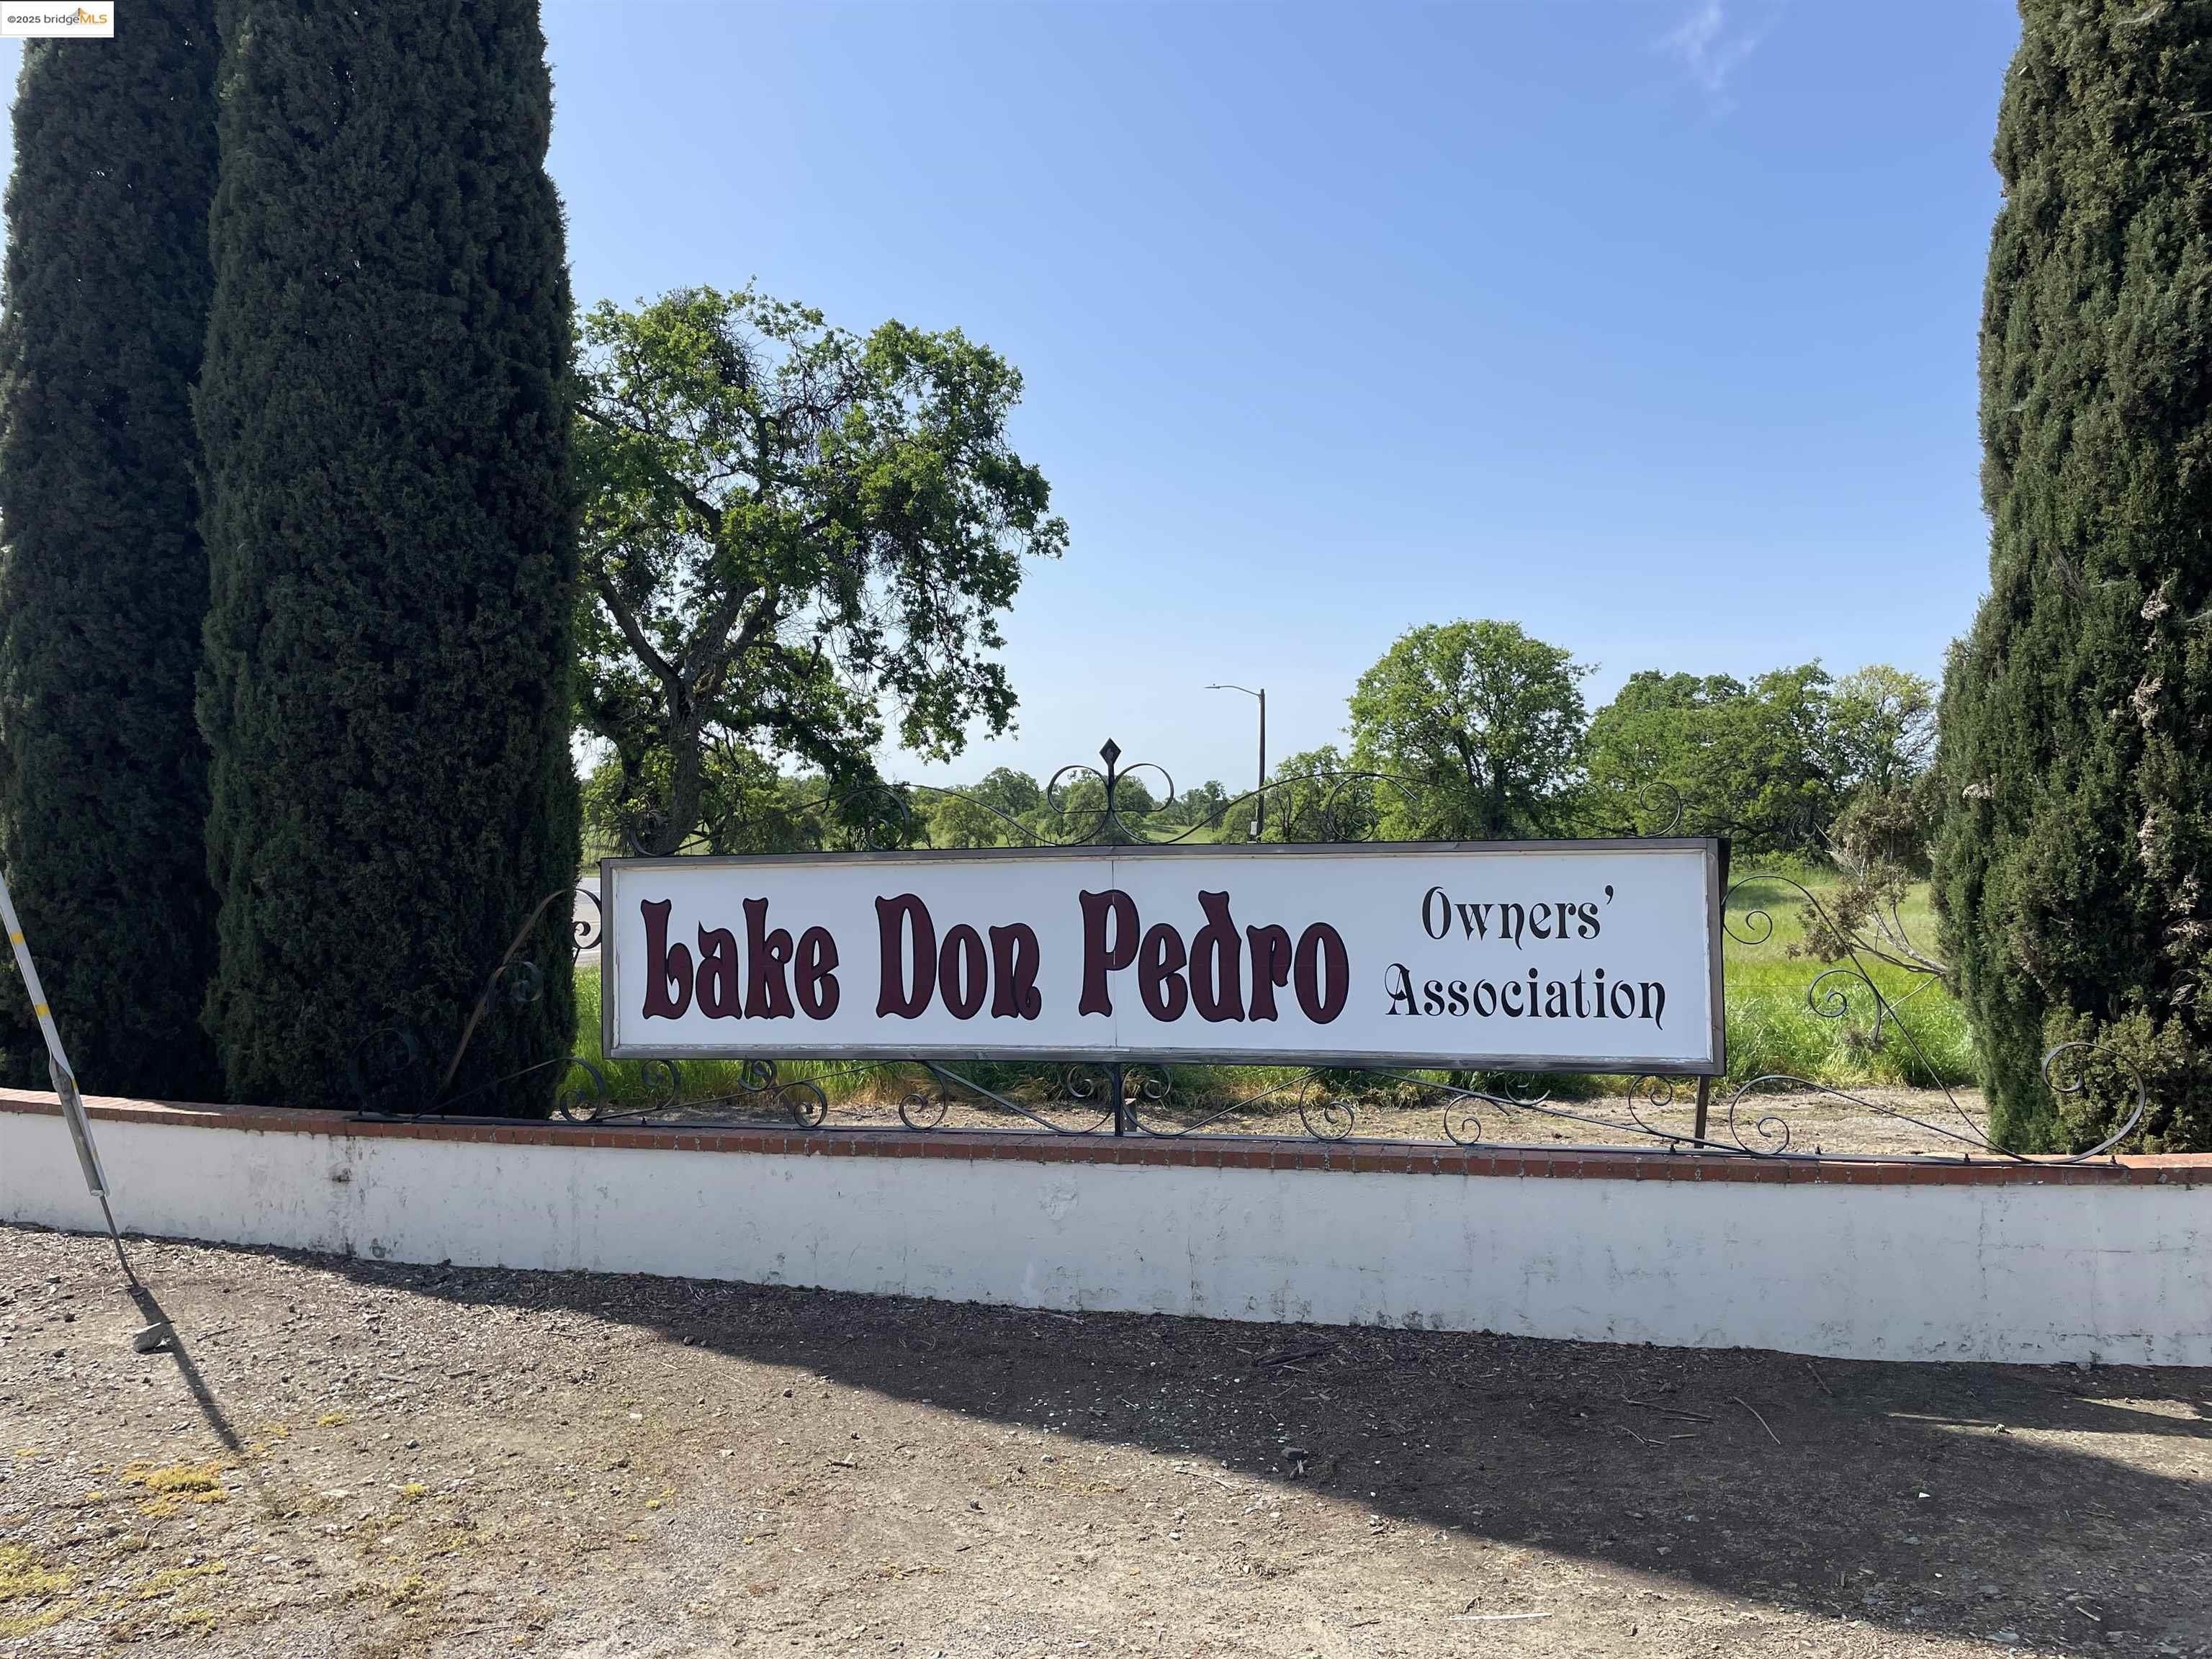 ©2025 bridgeMLS
Lake Don Pedro
Owners'
Association